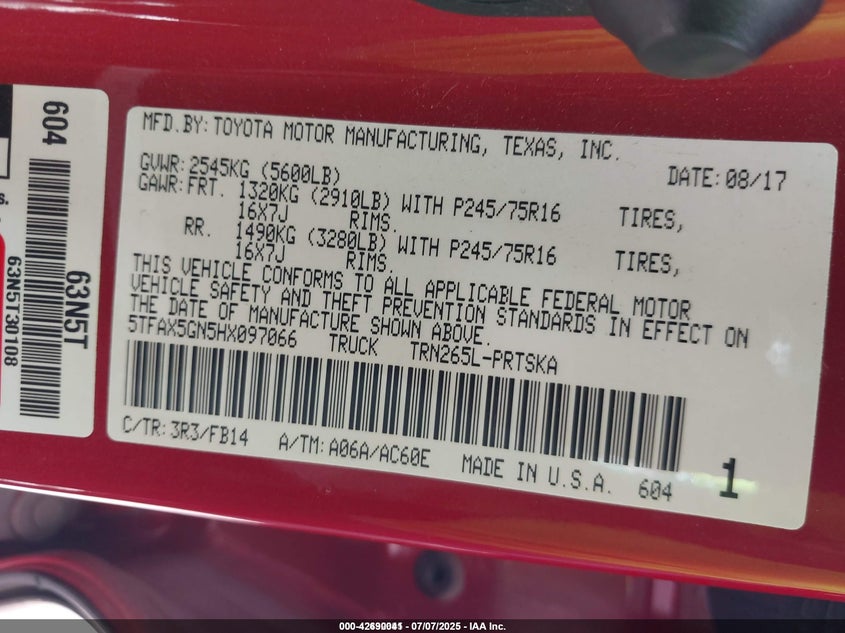 604
63N5T
63N5T30108
s.
MFD.BY:TOYOTA MOTOR MANUFACTURING, TEXAS, INC.
GVWR:2545KG (5600LB) DATE:08/17
GAWR:FRT. 1320KG (2910LB) WITH P245/75R16 TIRES,
16X7J RIMS.
RR. 1490KG (3280LB) WITH P245/75R16 TIRES,
16X7J RIMS.
THIS VEHICLE CONFORMS TO ALL APPLICABLE FEDERAL MOTOR
VEHICLE SAFETY AND THEFT PREVENTION STANDARDS IN EFFECT ON
THE DATE OF MANUFACTURE SHOWN ABOVE.
5TFAX5GN5HX097066 TRUCK TRN265L-PRTSKA
C/TR:3R3/FB14 A/TM:A06A/AC60E MADE IN U.S.A. 604 1
07/07/2025 - IAA Inc.